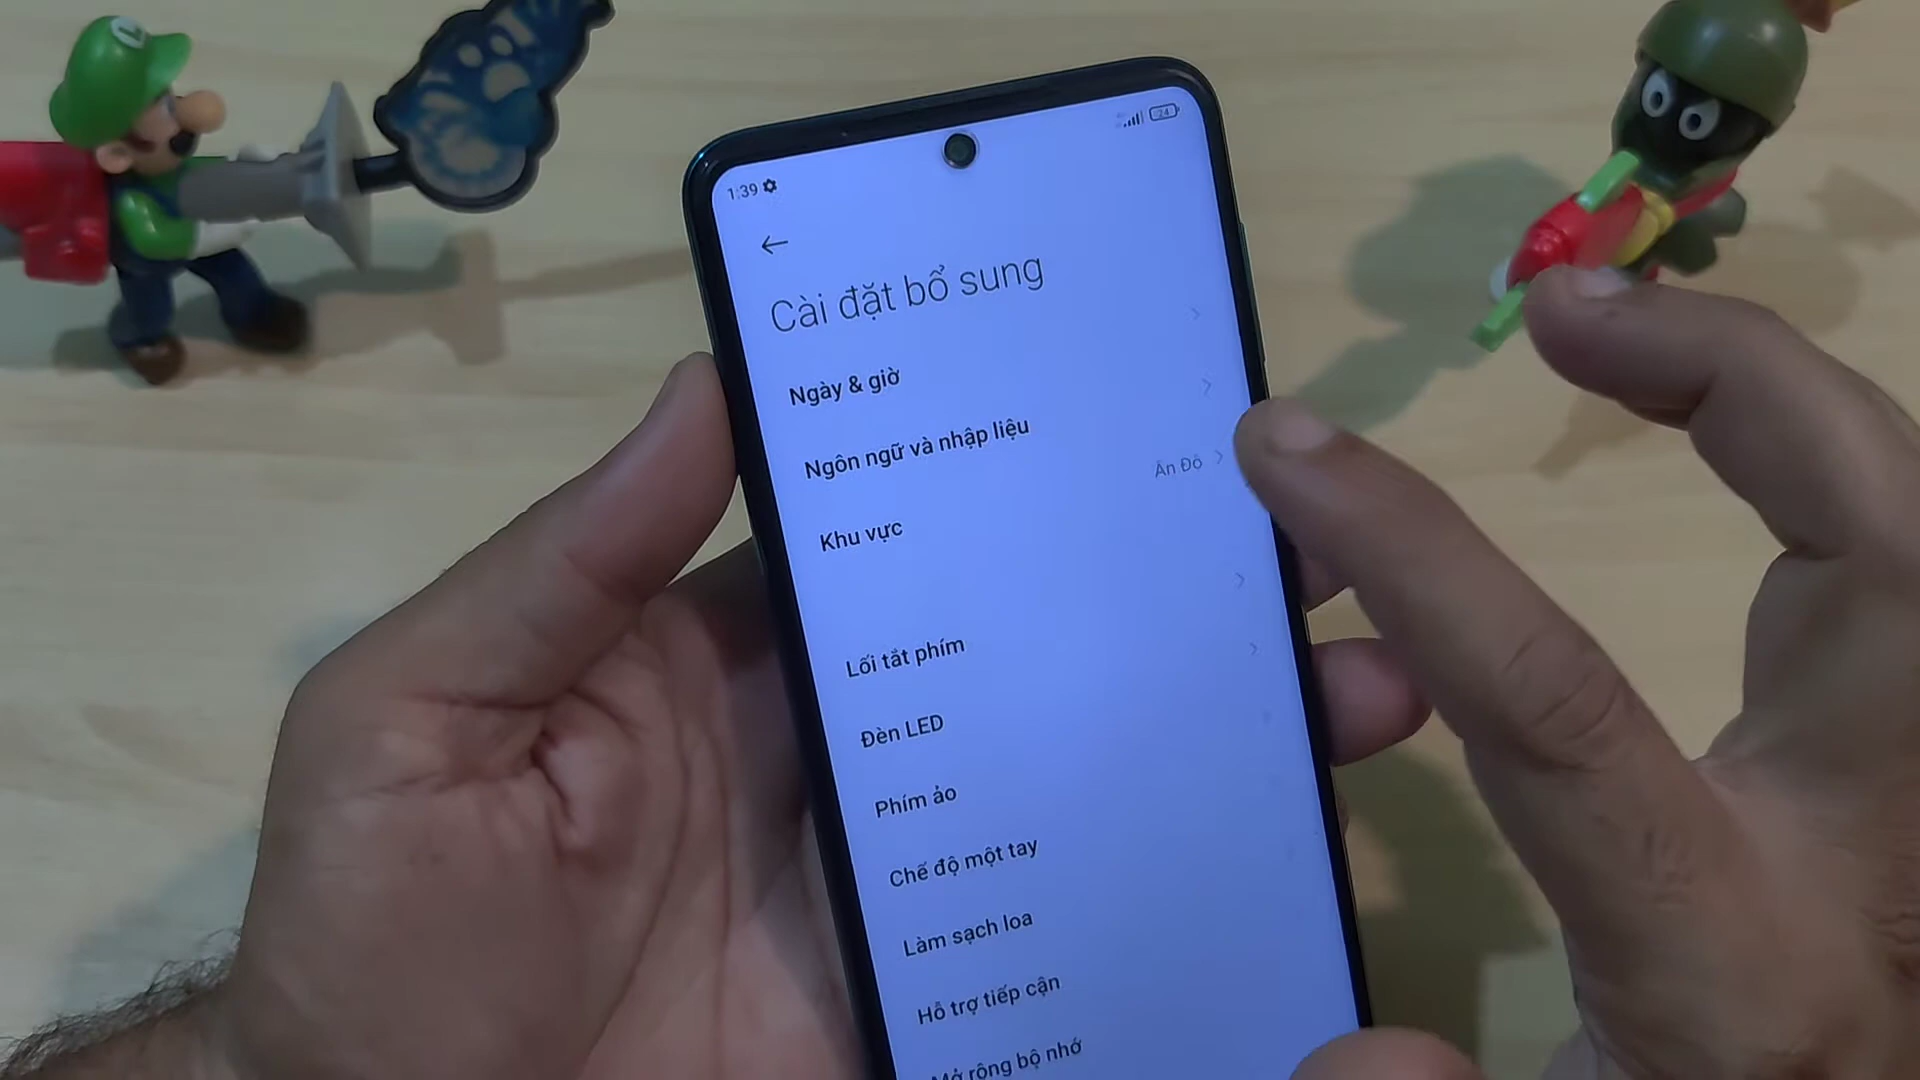 1:39
24
Cài đặt bổ sung
Ngày & giờ
Ngôn ngữ và nhập liệu
Khu vực
Ấn Độ
Lối tắt phím
Đèn LED
Phím ảo
Chế độ một tay
Làm sạch loa
Hỗ trợ tiếp cận
Mở rộng bộ nhớ
L